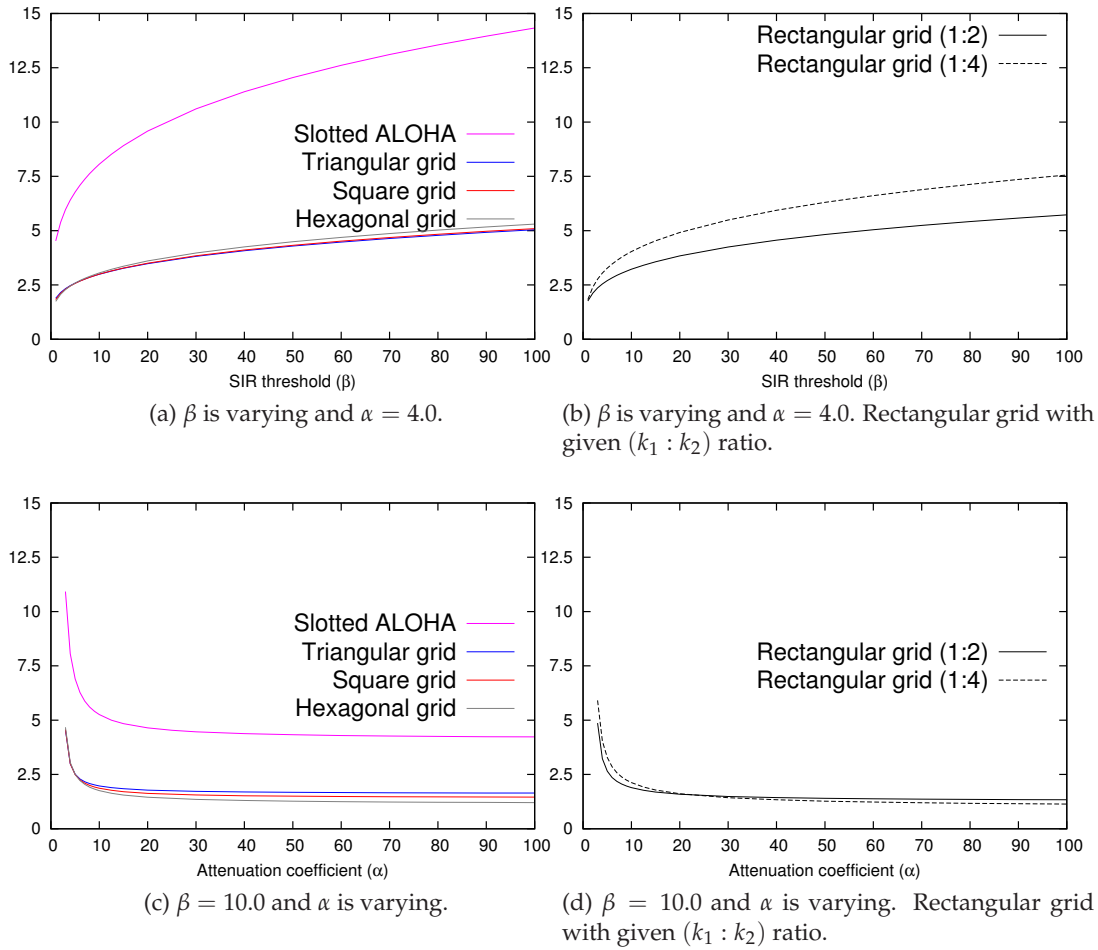 15
12.5
10
7.5
5
2.5
0
Slotted ALOHA
Triangular grid
Square grid
Hexagonal grid
0 10 20 30 40 50 60 70 80 90 100
SIR threshold (β)
(a) β is varying and α = 4.0.
15
12.5
10
7.5
5
2.5
0
Rectangular grid (1:2)
Rectangular grid (1:4)
0 10 20 30 40 50 60 70 80 90 100
SIR threshold (β)
(b) β is varying and α = 4.0. Rectangular grid with
given (k₁ : k₂) ratio.
15
12.5
10
7.5
5
2.5
0
Slotted ALOHA
Triangular grid
Square grid
Hexagonal grid
0 10 20 30 40 50 60 70 80 90 100
Attenuation coefficient (α)
(c) β = 10.0 and α is varying.
15
12.5
10
7.5
5
2.5
0
Rectangular grid (1:2)
Rectangular grid (1:4)
0 10 20 30 40 50 60 70 80 90 100
Attenuation coefficient (α)
(d) β = 10.0 and α is varying. Rectangular grid
with given (k₁ : k₂) ratio.